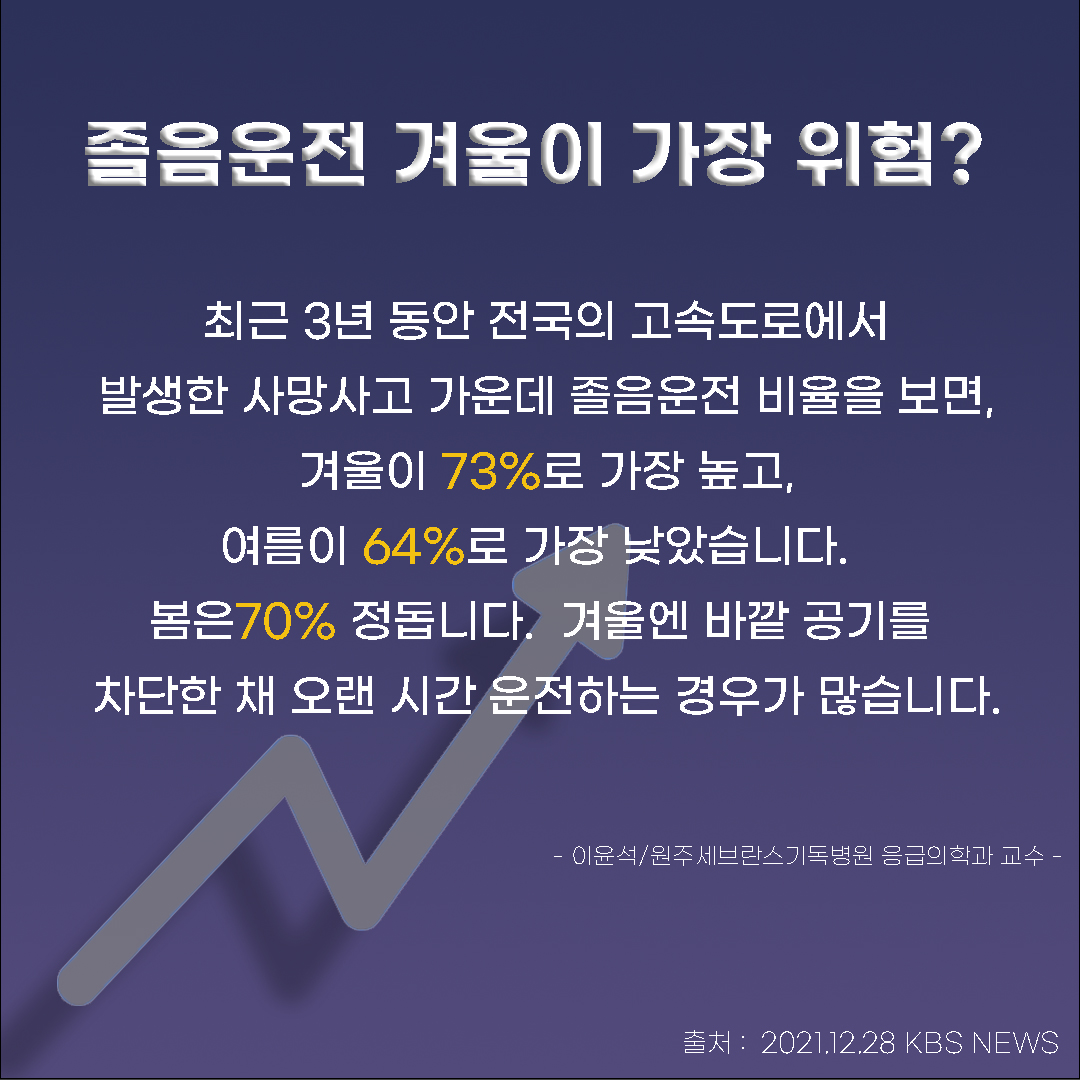 졸음운전 겨울이 가장 위험?
최근 3년 동안 전국의 고속도로에서
발생한 사망사고 가운데 졸음운전 비율을 보면,
겨울이 73%로 가장 높고,
여름이 64%로 가장 낮았습니다.
봄은70% 정돕니다. 겨울엔 바깥 공기를
차단한 채 오랜 시간 운전하는 경우가 많습니다.
- 이윤석/원주세브란스기독병원 응급의학과 교수 -
출처 : 2021.12.28 KBS NEWS